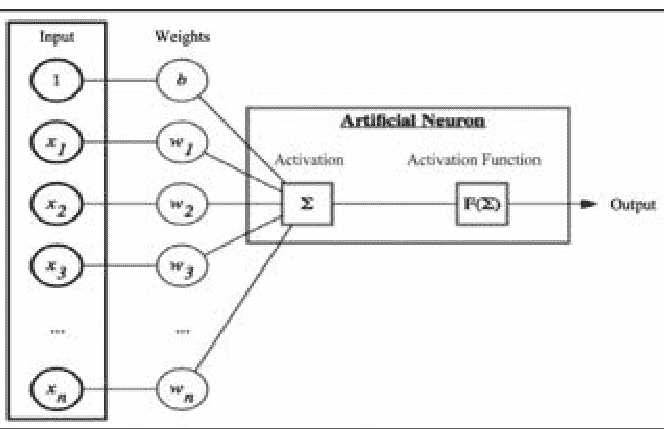 Input Weights
1 b
Artificial Neuron
x1 w1
Activation Activation Function
x2 w2 Σ F(Σ) Output
x3 w3
... ...
xn wn